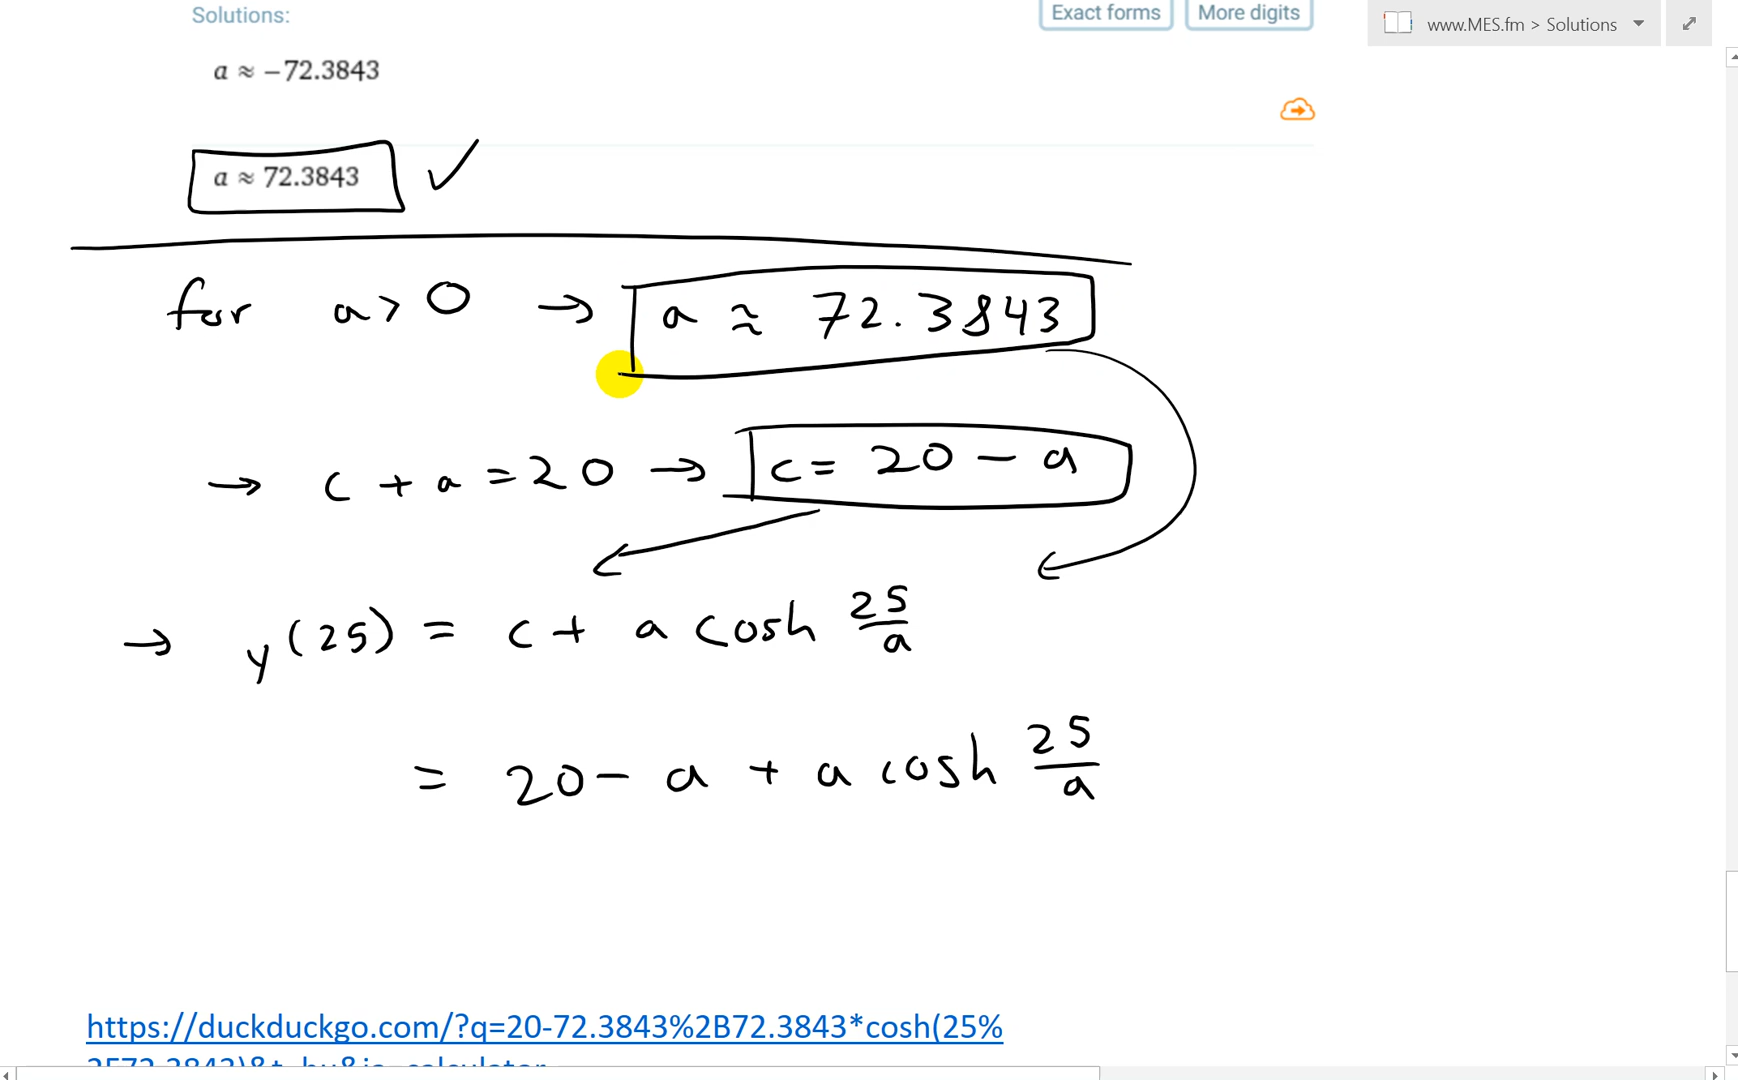 Solutions:
Exact forms
More digits
www.MES.fm > Solutions
a ≈ −72.3843
a ≈ 72.3843 ✓
for a > 0 → a ≈ 72.3843
→ c + a = 20 → c = 20 − a
→ y(25) = c + a cosh 25/a
= 20 − a + a cosh 25/a
https://duckduckgo.com/?q=20-72.3843%2B72.3843*cosh(25%